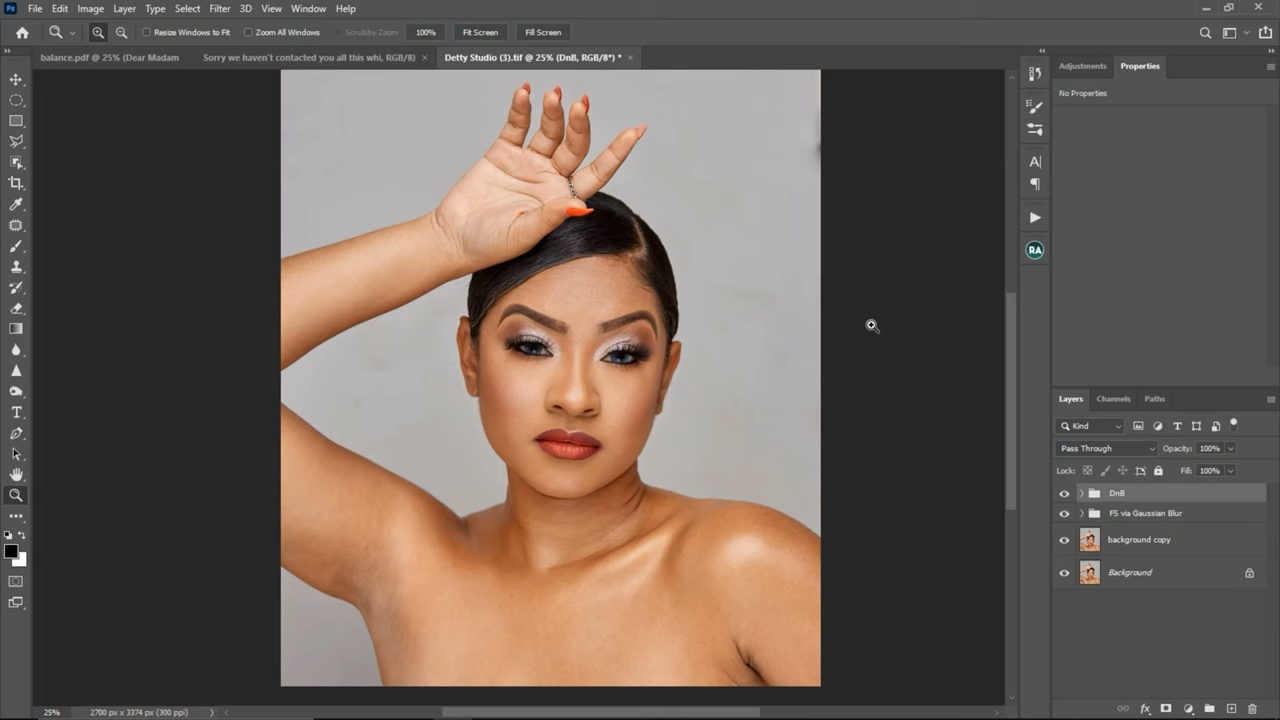 Ps File Edit Image Layer Type Select Filter 3D View Window Help
Resize Windows to Fit Zoom All Windows Scrubby Zoom 100% Fit Screen Fill Screen
balance.pdf @ 25% (Dear Madam Sorry we haven't contacted you all this whi, RGB/8) × Detty Studio (3).tif @ 25% (DnB, RGB/8*) * ×
Adjustments Properties
No Properties
RA
Layers Channels Paths
Kind
Pass Through Opacity: 100%
Lock: Fill: 100%
DnB
FS via Gaussian Blur
background copy
Background
25% 2700 px x 3374 px (300 ppi)